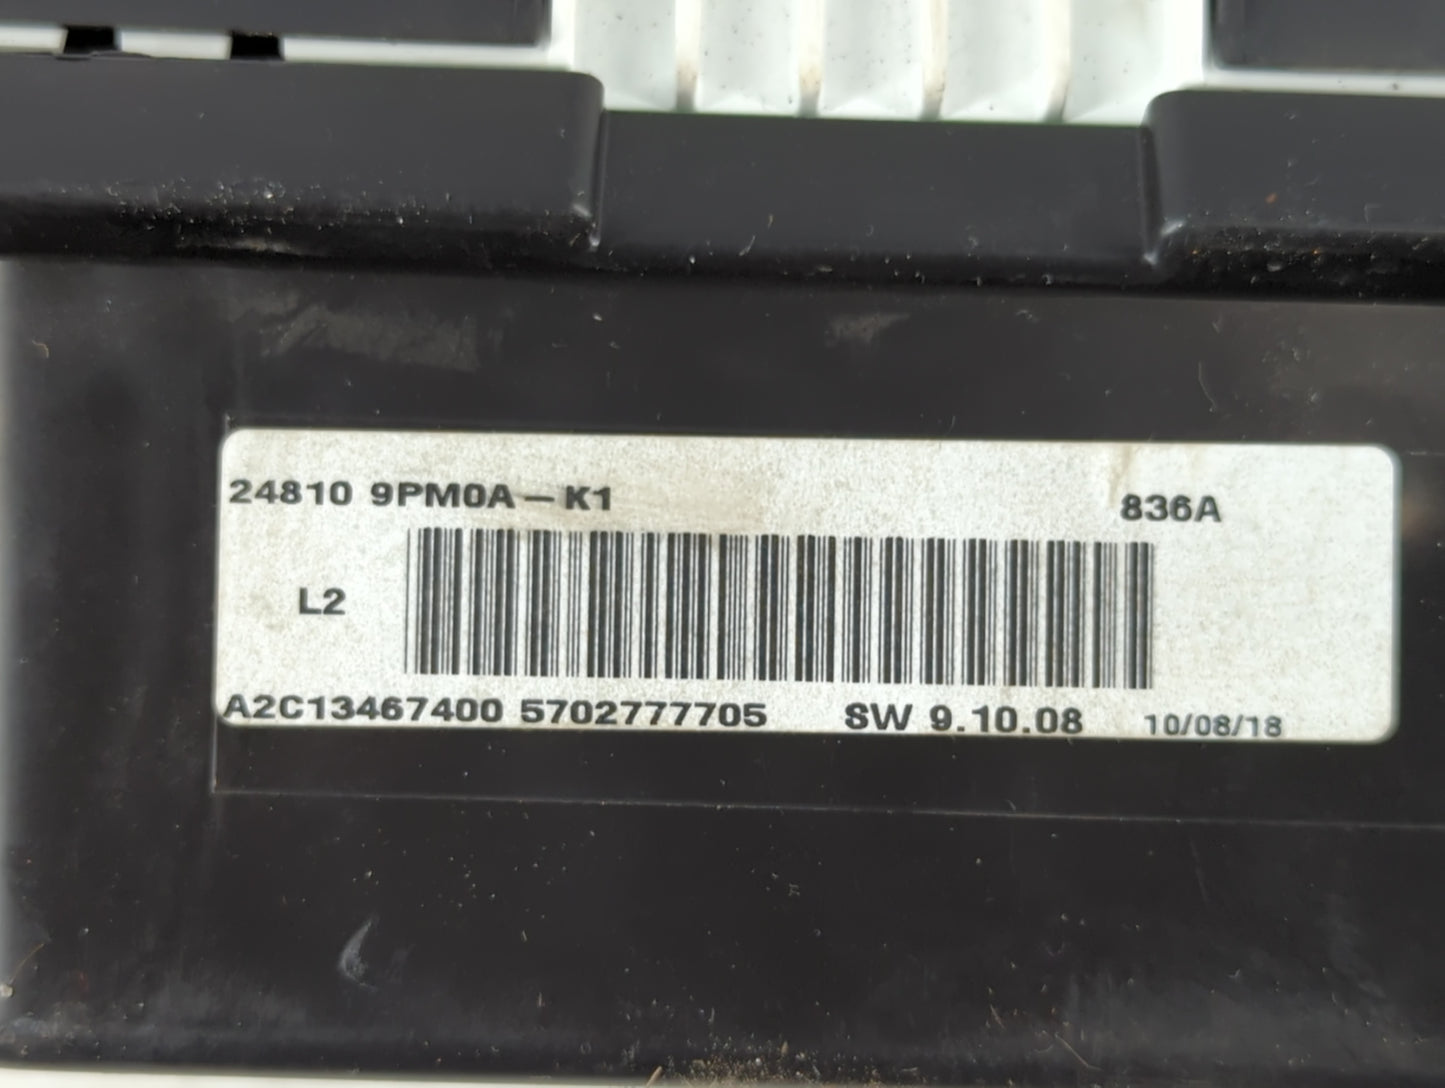 24810 9PM0A – K1 836A
L2
A2C13467400 5702777705 SW 9.10.08 10/08/18